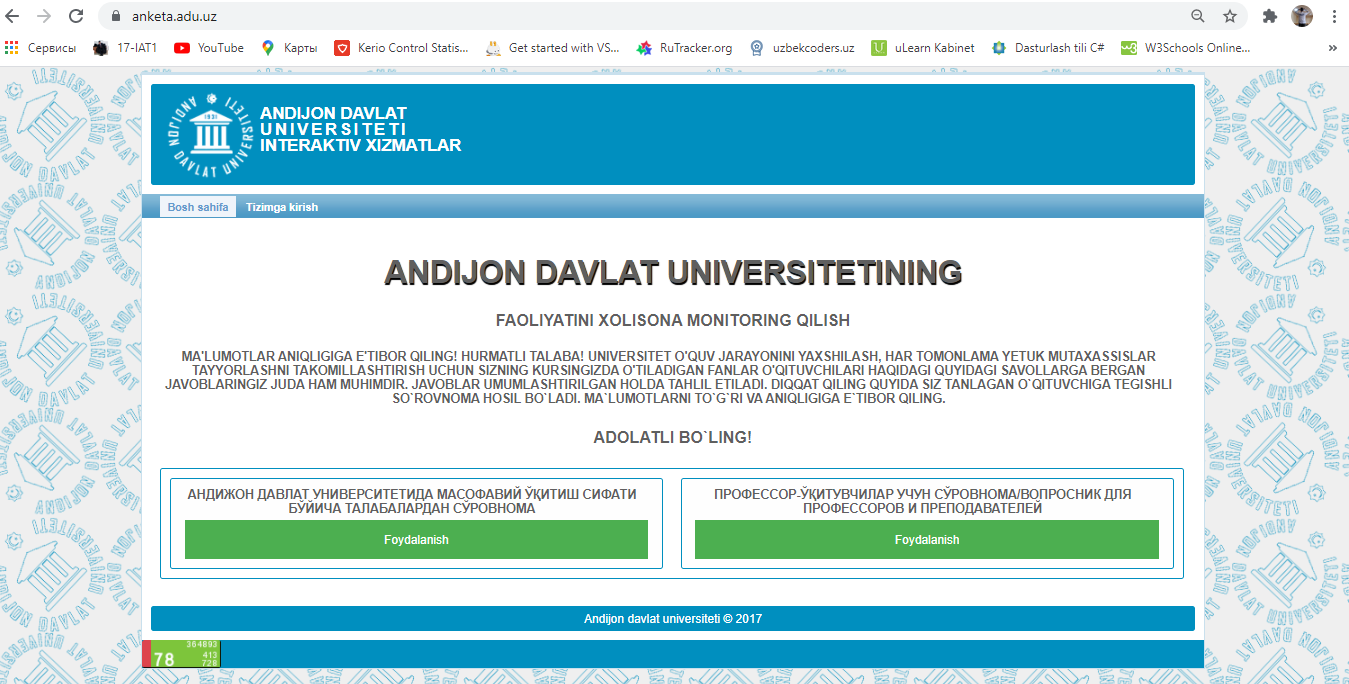 anketa.adu.uz
Сервисы
17-IAT1
YouTube
Карты
Kerio Control Statis...
Get started with VS...
RuTracker.org
uzbekcoders.uz
uLearn Kabinet
Dasturlash tili C#
W3Schools Online...
»
ANDIJON DAVLAT UNIVERSITETI
1931
ANDIJON DAVLAT
UNIVERSITETI
INTERAKTIV XIZMATLAR
Bosh sahifa
Tizimga kirish
ANDIJON DAVLAT UNIVERSITETINING
FAOLIYATINI XOLISONA MONITORING QILISH
MA'LUMOTLAR ANIQLIGIGA E'TIBOR QILING! HURMATLI TALABA! UNIVERSITET O'QUV JARAYONINI YAXSHILASH, HAR TOMONLAMA YETUK MUTAXASSISLAR
TAYYORLASHNI TAKOMILLASHTIRISH UCHUN SIZNING KURSINGIZDA O'TILADIGAN FANLAR O'QITUVCHILARI HAQIDAGI QUYIDAGI SAVOLLARGA BERGAN
JAVOBLARINGIZ JUDA HAM MUHIMDIR. JAVOBLAR UMUMLASHTIRILGAN HOLDA TAHLIL ETILADI. DIQQAT QILING QUYIDA SIZ TANLAGAN O`QITUVCHIGA TEGISHLI
SO`ROVNOMA HOSIL BO`LADI. MA`LUMOTLARNI TO`G`RI VA ANIQLIGIGA E`TIBOR QILING.
ADOLATLI BO`LING!
АНДИЖОН ДАВЛАТ УНИВЕРСИТЕТИДА МАСОФАВИЙ ЎҚИТИШ СИФАТИ
БЎЙИЧА ТАЛАБАЛАРДАН СЎРОВНОМА
Foydalanish
ПРОФЕССОР-ЎҚИТУВЧИЛАР УЧУН СЎРОВНОМА/ВОПРОСНИК ДЛЯ
ПРОФЕССОРОВ И ПРЕПОДАВАТЕЛЕЙ
Foydalanish
Andijon davlat universiteti © 2017
364893
78
413
728